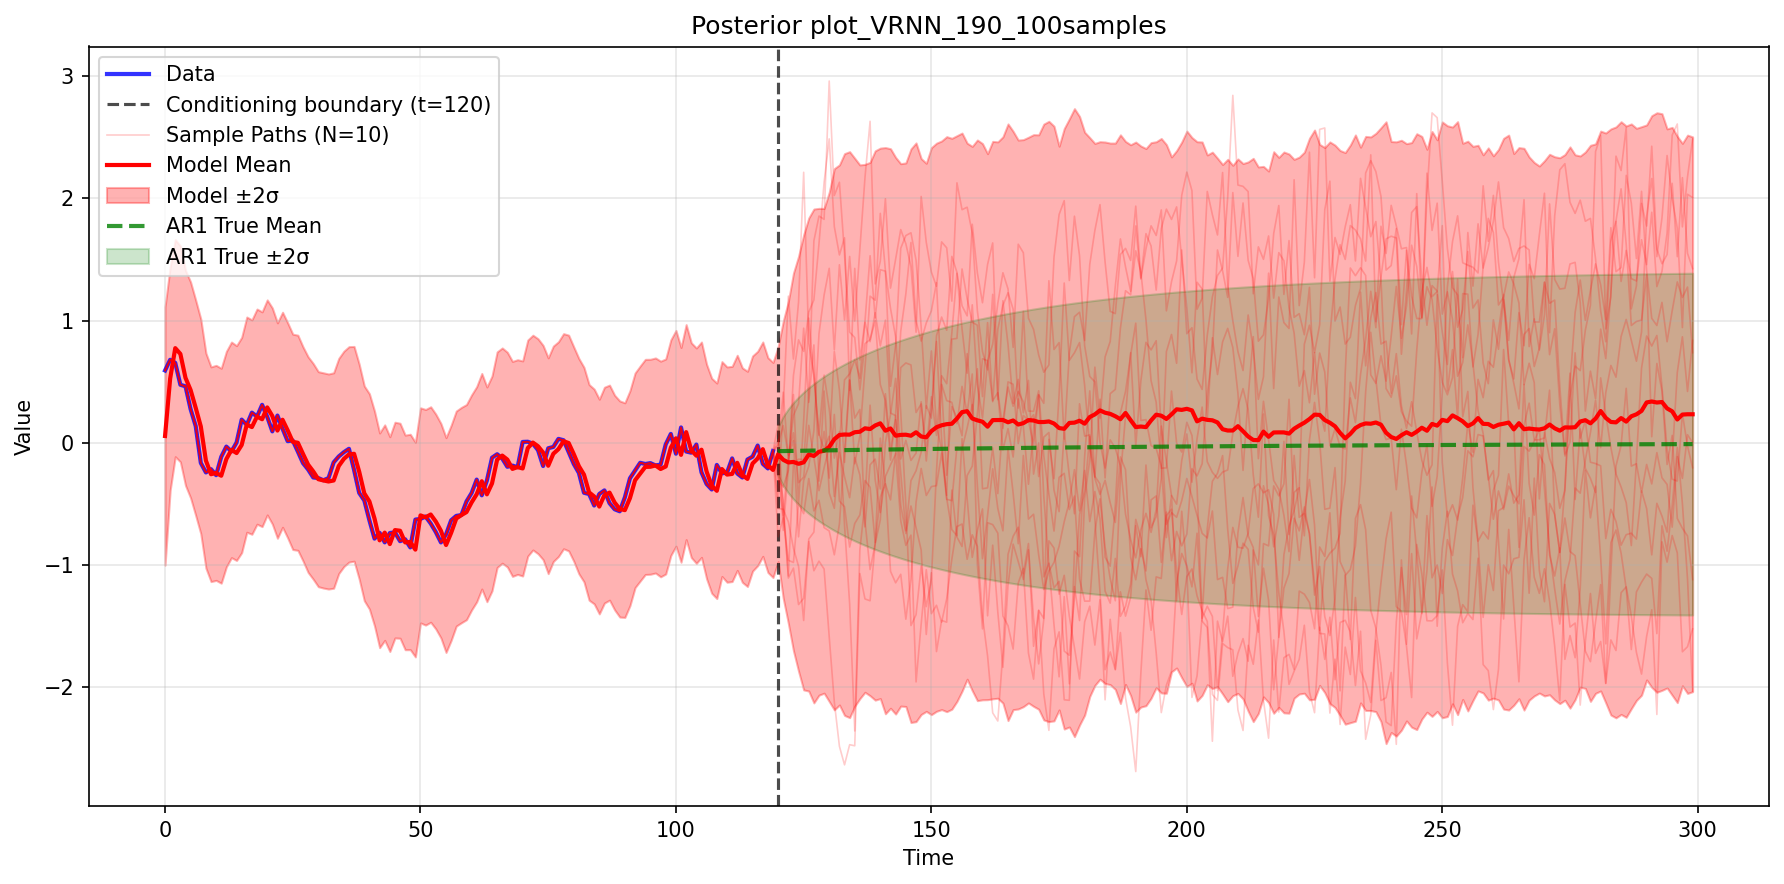 Posterior plot_VRNN_190_100samples
Data
Conditioning boundary (t=120)
Sample Paths (N=10)
Model Mean
Model ±2σ
AR1 True Mean
AR1 True ±2σ
Value
3
2
1
0
−1
−2
0
50
100
150
200
250
300
Time